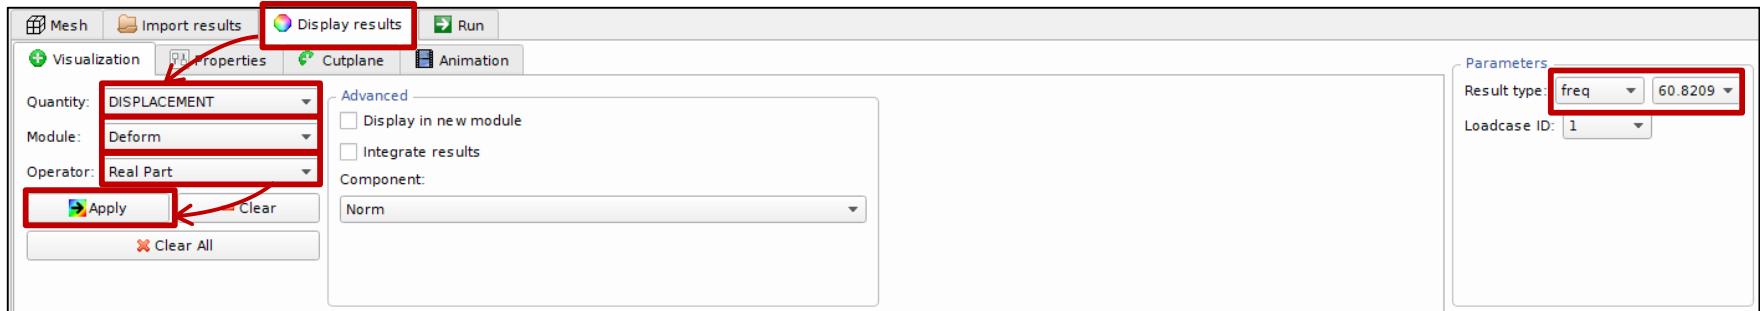 Mesh Import results Display results Run
Visualization Properties Cutplane Animation
Quantity: DISPLACEMENT
Module: Deform
Operator: Real Part
Apply Clear
Clear All
Advanced
Display in new module
Integrate results
Component:
Norm
Parameters
Result type: freq 60.8209
Loadcase ID: 1